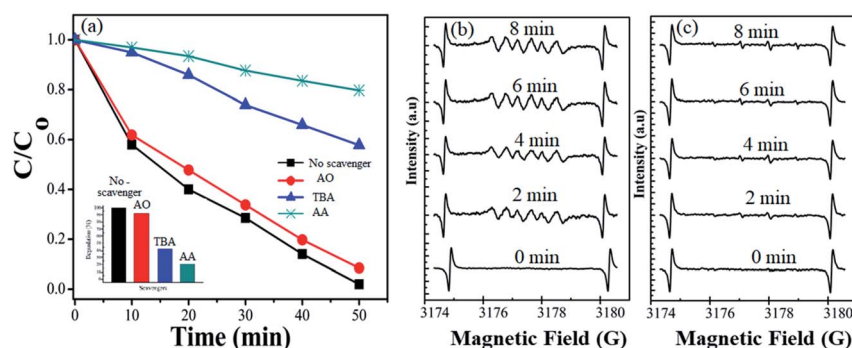 (a)
C/Co
1.0
0.8
0.6
0.4
0.2
0.0
0 10 20 30 40 50
Time (min)
No scavenger
AO
TBA
AA
No -
scavenger
AO
TBA
AA
Degradation (%)
(b)
Intensity (a.u)
8 min
6 min
4 min
2 min
0 min
3174 3176 3178 3180
Magnetic Field (G)
(c)
Intensity (a.u)
8 min
6 min
4 min
2 min
0 min
3174 3176 3178 3180
Magnetic Field (G)